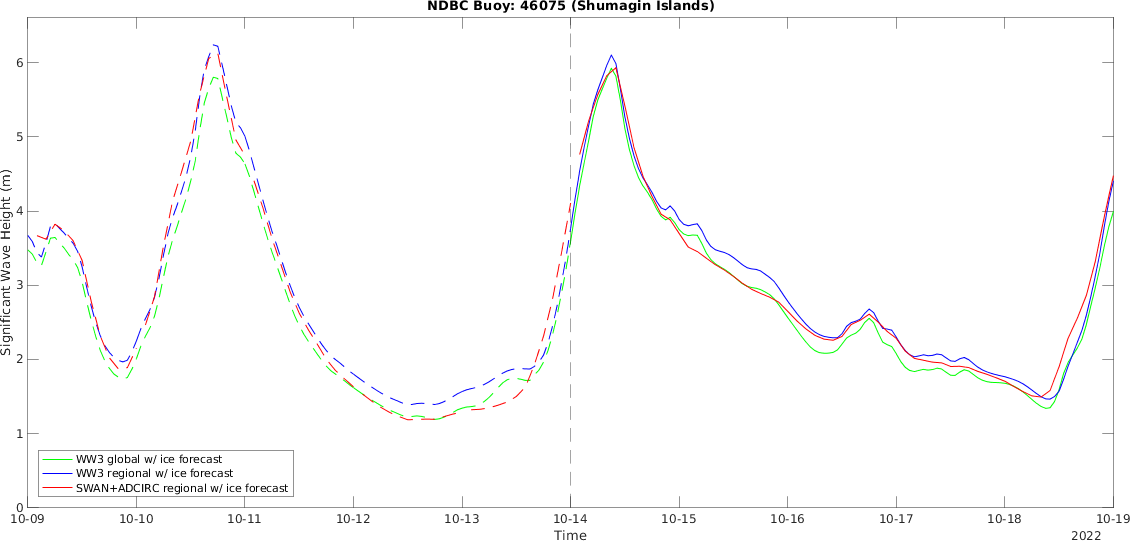 NDBC Buoy: 46075 (Shumagin Islands)
Significant Wave Height (m)
6
5
4
3
2
1
0
WW3 global w/ ice forecast
WW3 regional w/ ice forecast
SWAN+ADCIRC regional w/ ice forecast
10-09 10-10 10-11 10-12 10-13 10-14 10-15 10-16 10-17 10-18 10-19
Time
2022